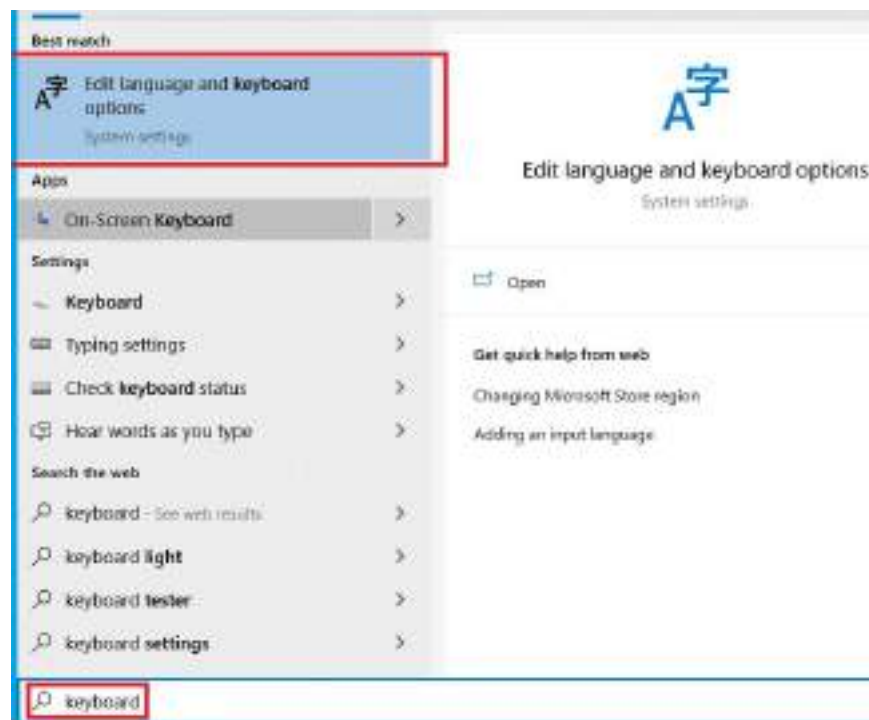 Best match
Edit language and keyboard
options
System settings
Apps
On-Screen Keyboard
Settings
Keyboard
Typing settings
Check keyboard status
Hear words as you type
Search the web
keyboard - See web results
keyboard light
keyboard tester
keyboard settings
keyboard
A字
Edit language and keyboard options
System settings
Open
Get quick help from web
Changing Microsoft Store region
Adding an input language